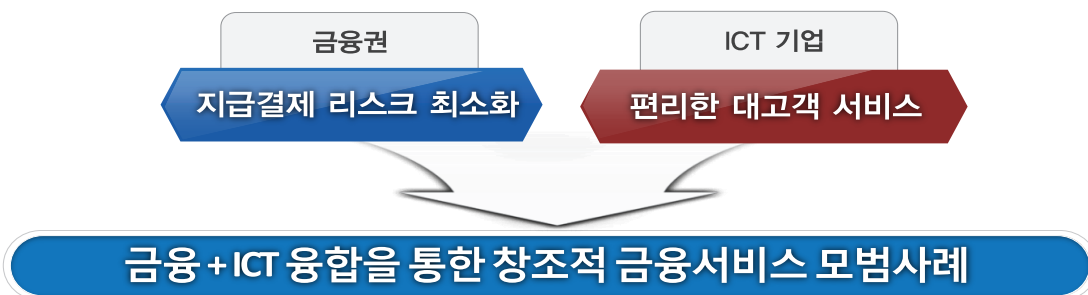 금융권
ICT 기업
지급결제 리스크 최소화
편리한 대고객 서비스
금융 + ICT 융합을 통한 창조적 금융서비스 모범사례